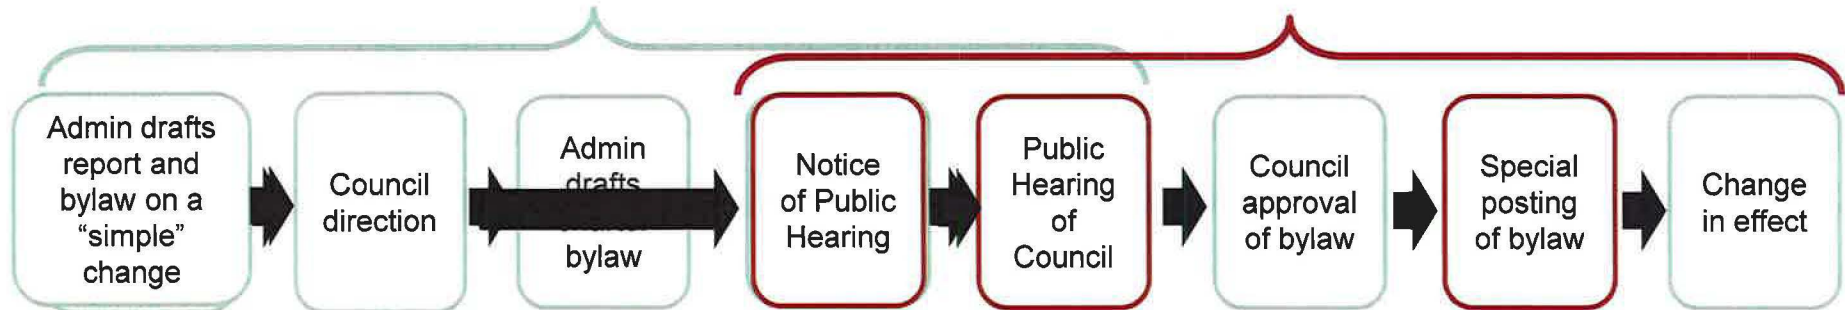 Admin drafts
report and
bylaw on a
“simple”
change
Council
direction
Admin
drafts
bylaw
Notice
of Public
Hearing
Public
Hearing
of
Council
Council
approval
of bylaw
Special
posting
of bylaw
Change
in effect